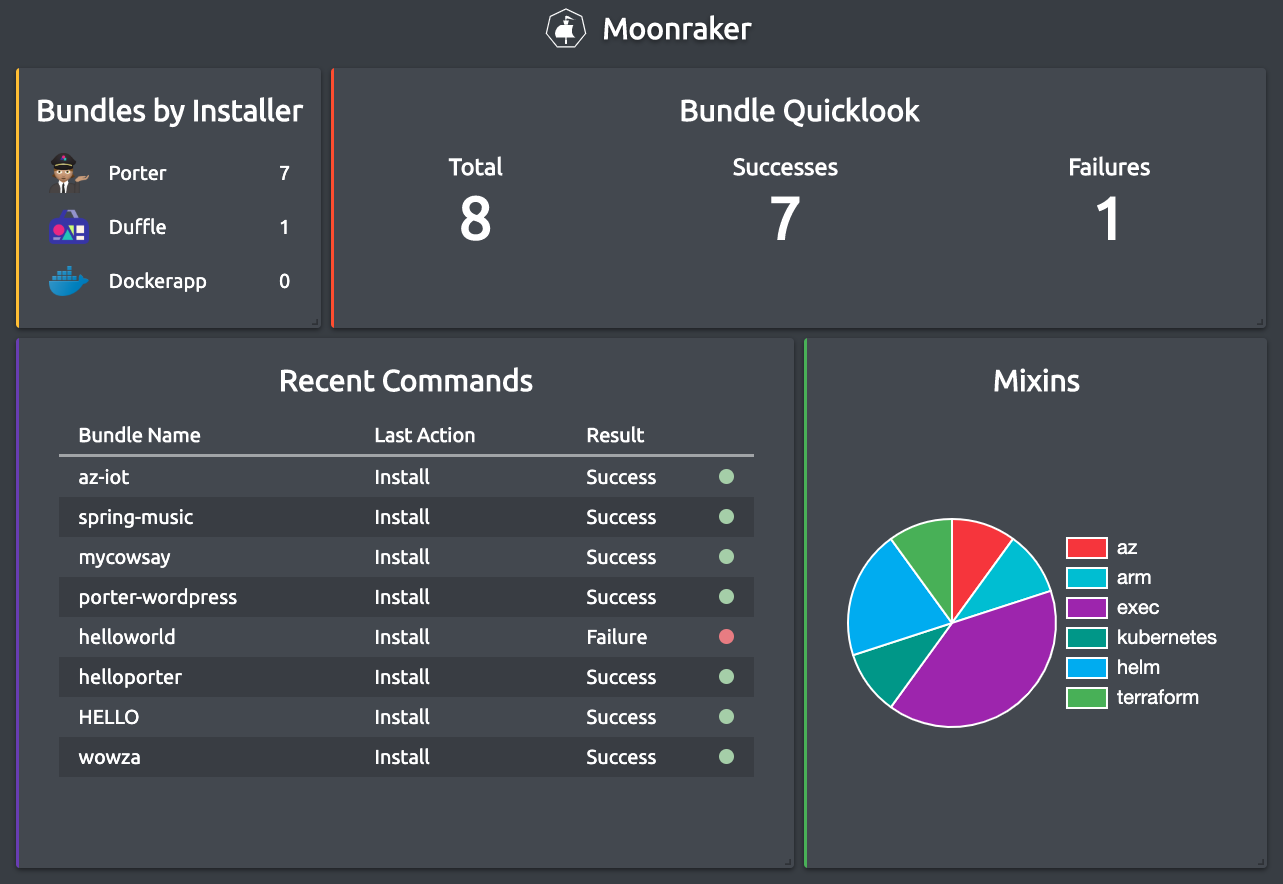 Moonraker
Bundles by Installer
Porter 7
Duffle 1
Dockerapp 0
Bundle Quicklook
Total Successes Failures
8 7 1
Recent Commands
Bundle Name Last Action Result
az-iot Install Success
spring-music Install Success
mycowsay Install Success
porter-wordpress Install Success
helloworld Install Failure
helloporter Install Success
HELLO Install Success
wowza Install Success
Mixins
az
arm
exec
kubernetes
helm
terraform